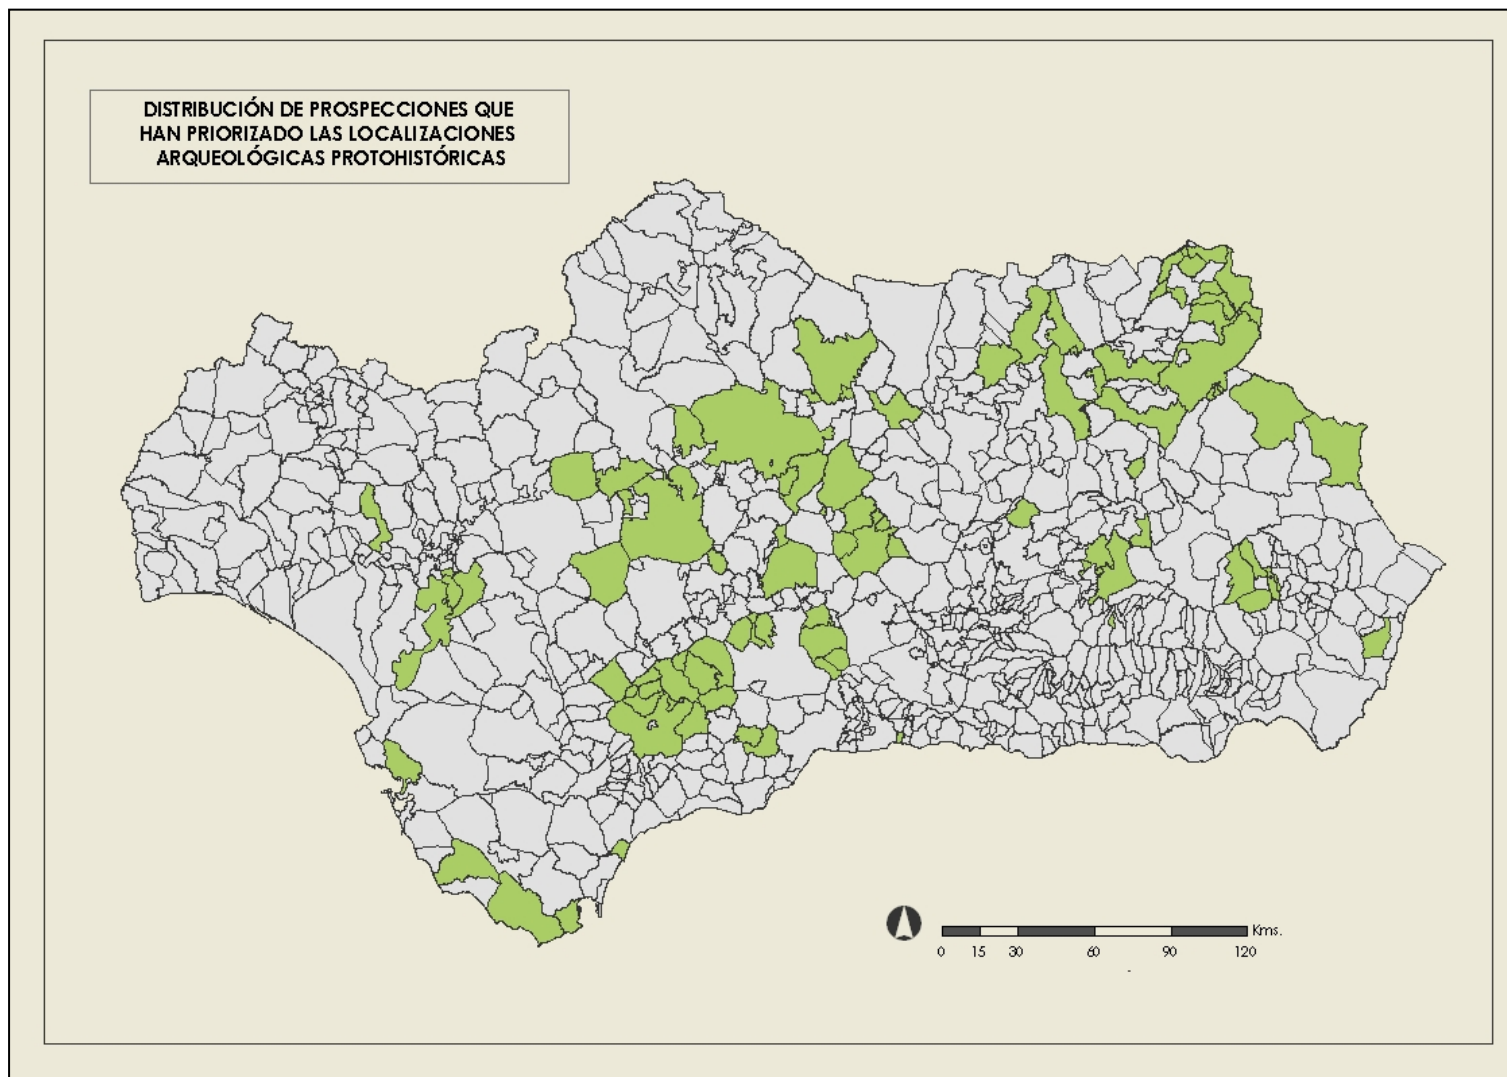 DISTRIBUCIÓN DE PROSPECCIONES QUE
HAN PRIORIZADO LAS LOCALIZACIONES
ARQUEOLÓGICAS PROTOHISTÓRICAS
Kms.
0 15 30 60 90 120